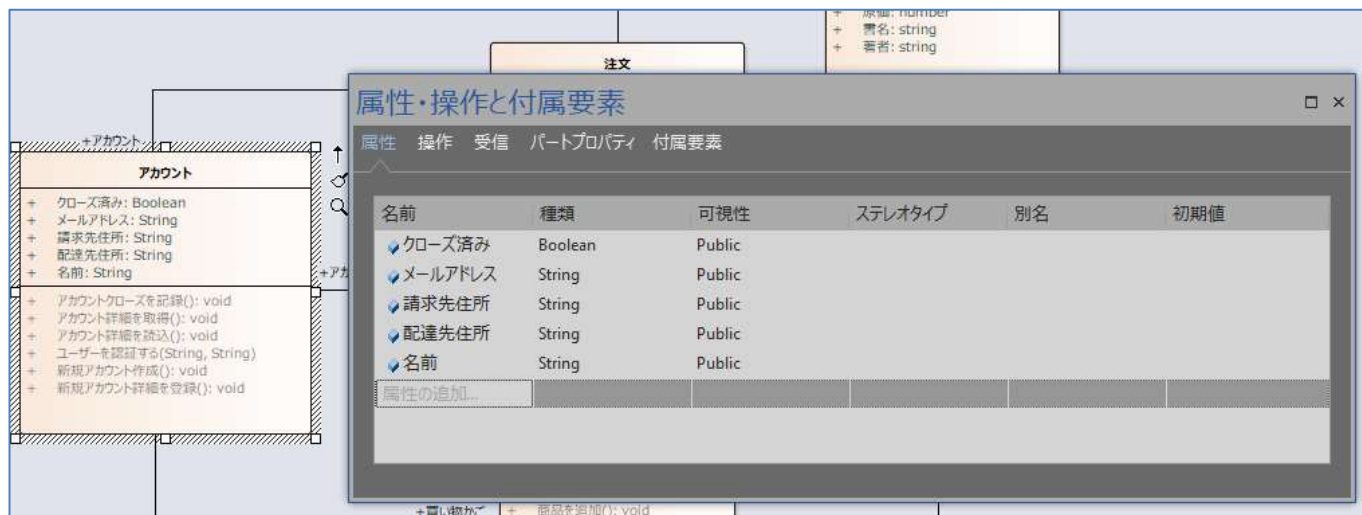 原価: number
+ 書名: string
+ 著者: string
注文
+アカウント
アカウント
+ クローズ済み: Boolean
+ メールアドレス: String
+ 請求先住所: String
+ 配達先住所: String
+ 名前: String
+ アカウントクローズを記録(): void
+ アカウント詳細を取得(): void
+ アカウント詳細を読込(): void
+ ユーザーを認証する(String, String)
+ 新規アカウント作成(): void
+ 新規アカウント詳細を登録(): void
+アカ
属性・操作と付属要素
属性 操作 受信 パートプロパティ 付属要素
名前 種類 可視性 ステレオタイプ 別名 初期値
クローズ済み Boolean Public
メールアドレス String Public
請求先住所 String Public
配達先住所 String Public
名前 String Public
属性の追加...
+買い物かご
+ 商品を追加(): void